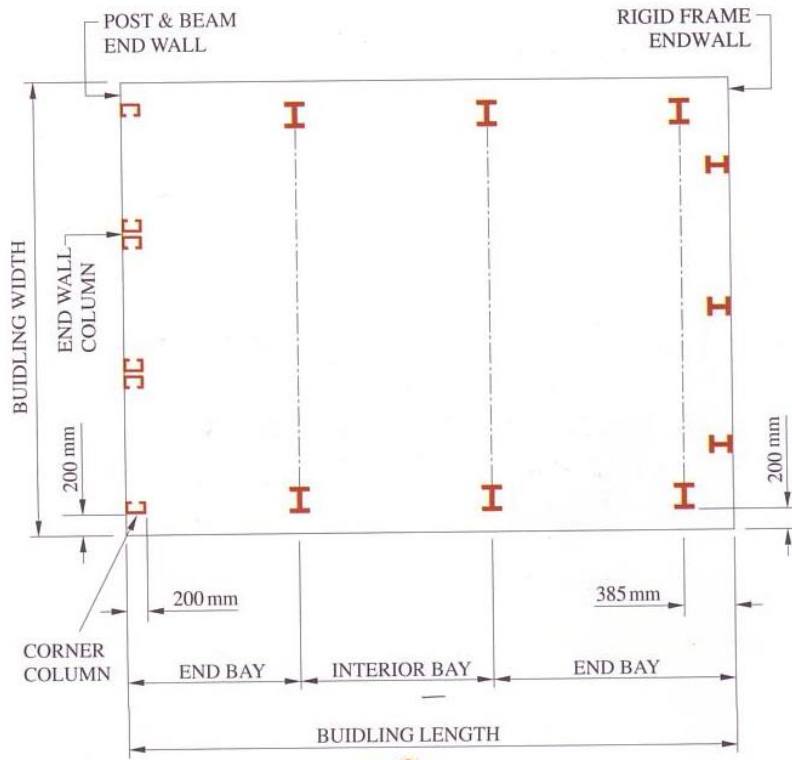 POST & BEAM
END WALL
RIGID FRAME
ENDWALL
BUIDLING WIDTH
END WALL
COLUMN
200 mm
200 mm
200 mm
385 mm
CORNER
COLUMN
END BAY
INTERIOR BAY
END BAY
BUIDLING LENGTH